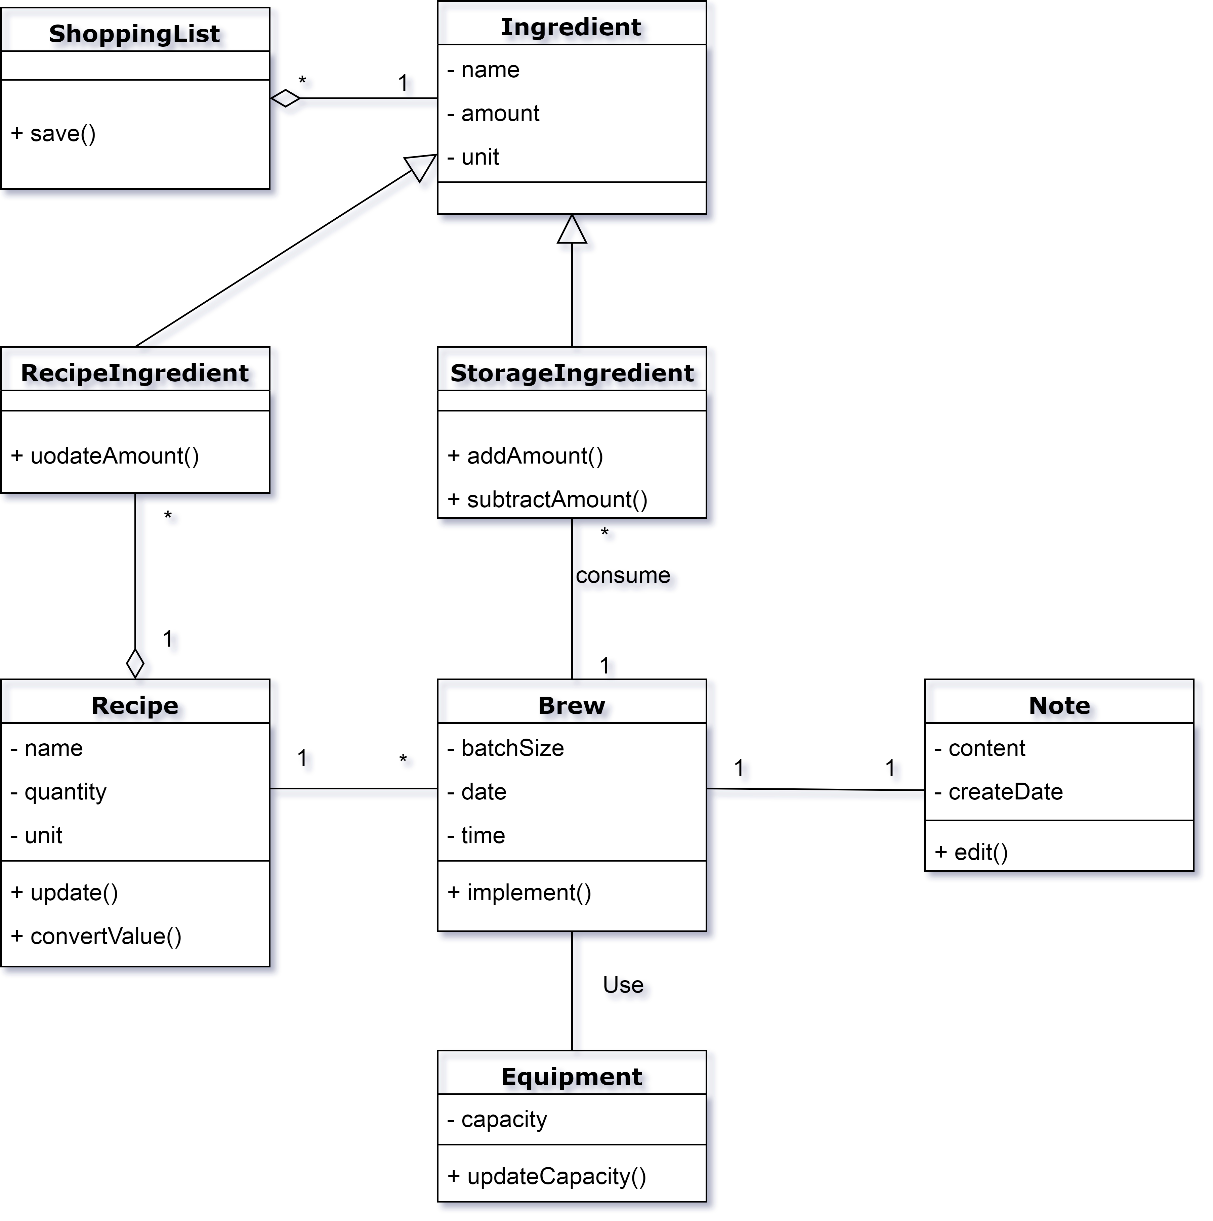 ShoppingList
+ save()
*
1
Ingredient
- name
- amount
- unit
RecipeIngredient
+ uodateAmount()
StorageIngredient
+ addAmount()
+ subtractAmount()
*
1
*
consume
1
Recipe
- name
- quantity
- unit
+ update()
+ convertValue()
1
*
Brew
- batchSize
- date
- time
+ implement()
1
1
Note
- content
- createDate
+ edit()
Use
Equipment
- capacity
+ updateCapacity()